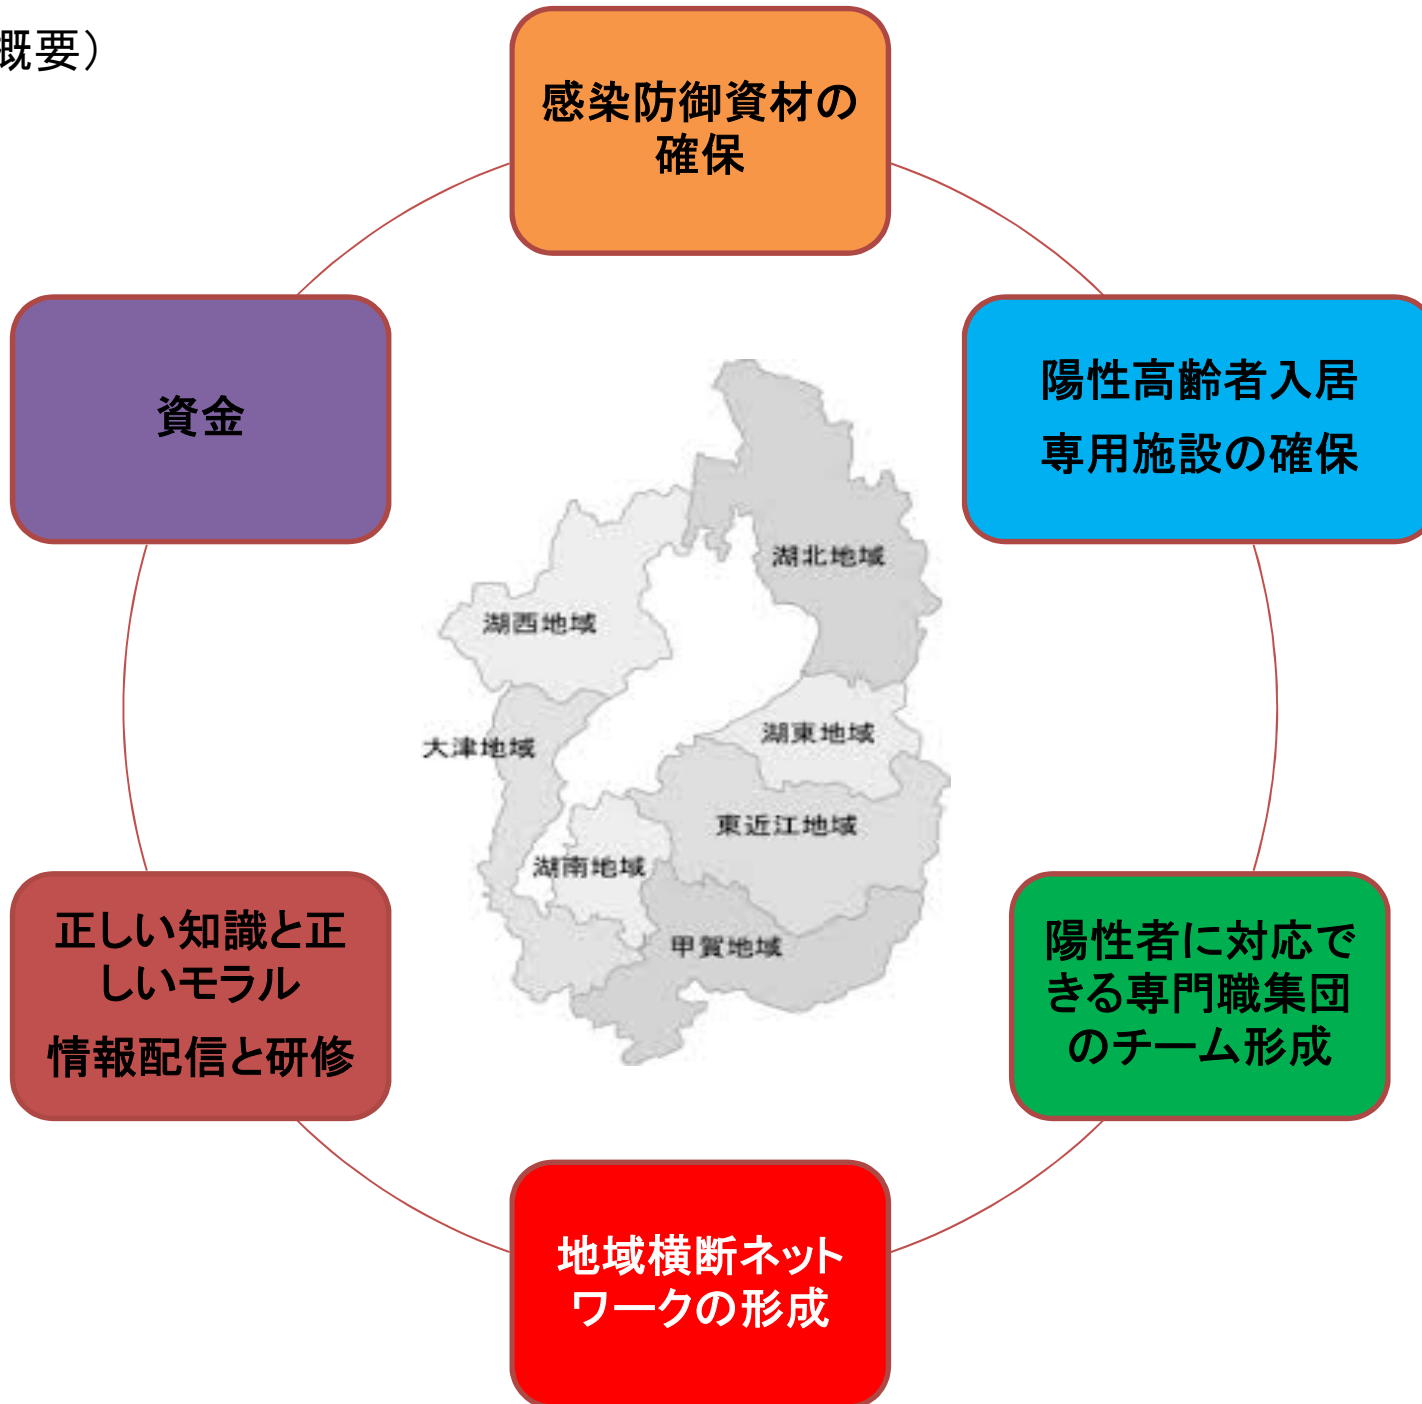 概要）
感染防御資材の
確保
資金
陽性高齢者入居
専用施設の確保
湖北地域
湖西地域
湖東地域
大津地域
東近江地域
湖南地域
甲賀地域
正しい知識と正
しいモラル
情報配信と研修
陽性者に対応で
きる専門職集団
のチーム形成
地域横断ネット
ワークの形成